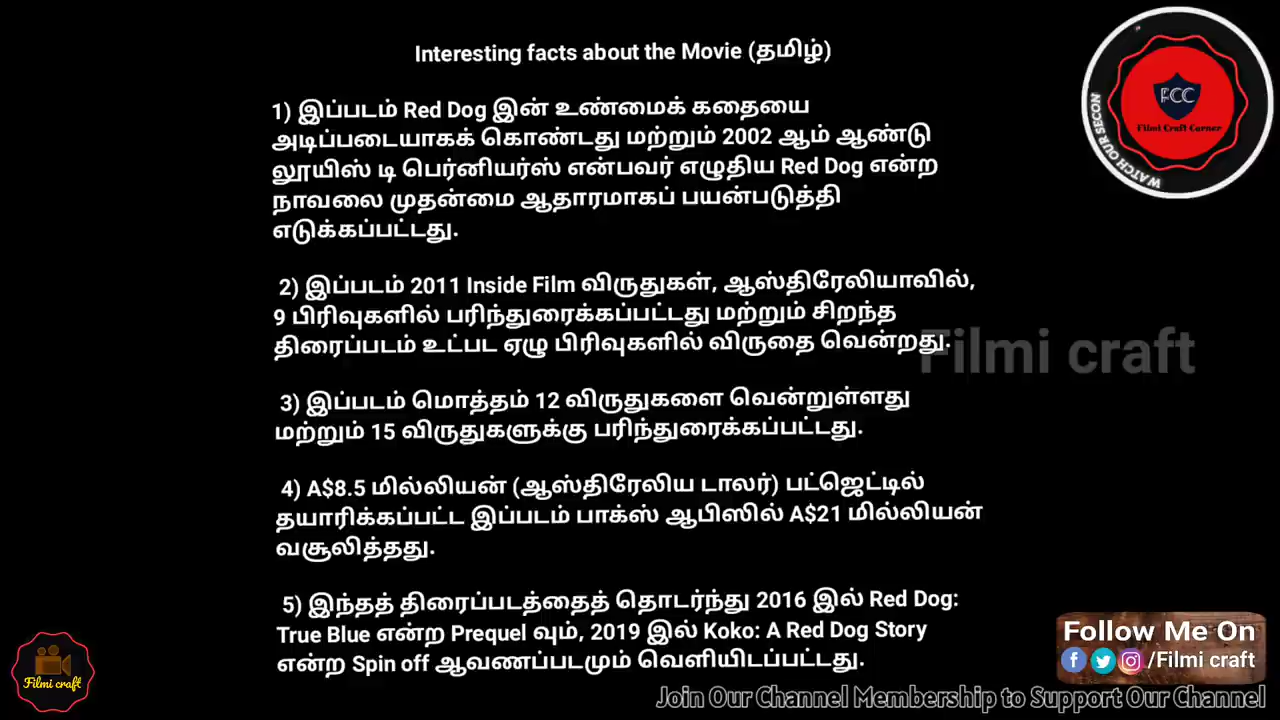 Interesting facts about the Movie (தமிழ்)
1) இப்படம் Red Dog இன் உண்மைக் கதையை
அடிப்படையாகக் கொண்டது மற்றும் 2002 ஆம் ஆண்டு
லூயிஸ் டி பெர்னியர்ஸ் என்பவர் எழுதிய Red Dog என்ற
நாவலை முதன்மை ஆதாரமாகப் பயன்படுத்தி
எடுக்கப்பட்டது.
2) இப்படம் 2011 Inside Film விருதுகள், ஆஸ்திரேலியாவில்,
9 பிரிவுகளில் பரிந்துரைக்கப்பட்டது மற்றும் சிறந்த
திரைப்படம் உட்பட ஏழு பிரிவுகளில் விருதை வென்றது.
3) இப்படம் மொத்தம் 12 விருதுகளை வென்றுள்ளது
மற்றும் 15 விருதுகளுக்கு பரிந்துரைக்கப்பட்டது.
4) A$8.5 மில்லியன் (ஆஸ்திரேலிய டாலர்) பட்ஜெட்டில்
தயாரிக்கப்பட்ட இப்படம் பாக்ஸ் ஆபிஸில் A$21 மில்லியன்
வசூலித்தது.
5) இந்தத் திரைப்படத்தைத் தொடர்ந்து 2016 இல் Red Dog:
True Blue என்ற Prequel வும், 2019 இல் Koko: A Red Dog Story
என்ற Spin off ஆவணப்படமும் வெளியிடப்பட்டது.
FCC
Filmi Craft Corner
WATCH OUR SECON
Filmi craft
Filmi craft
Follow Me On
/Filmi craft
Join Our Channel Membership to Support Our Channel